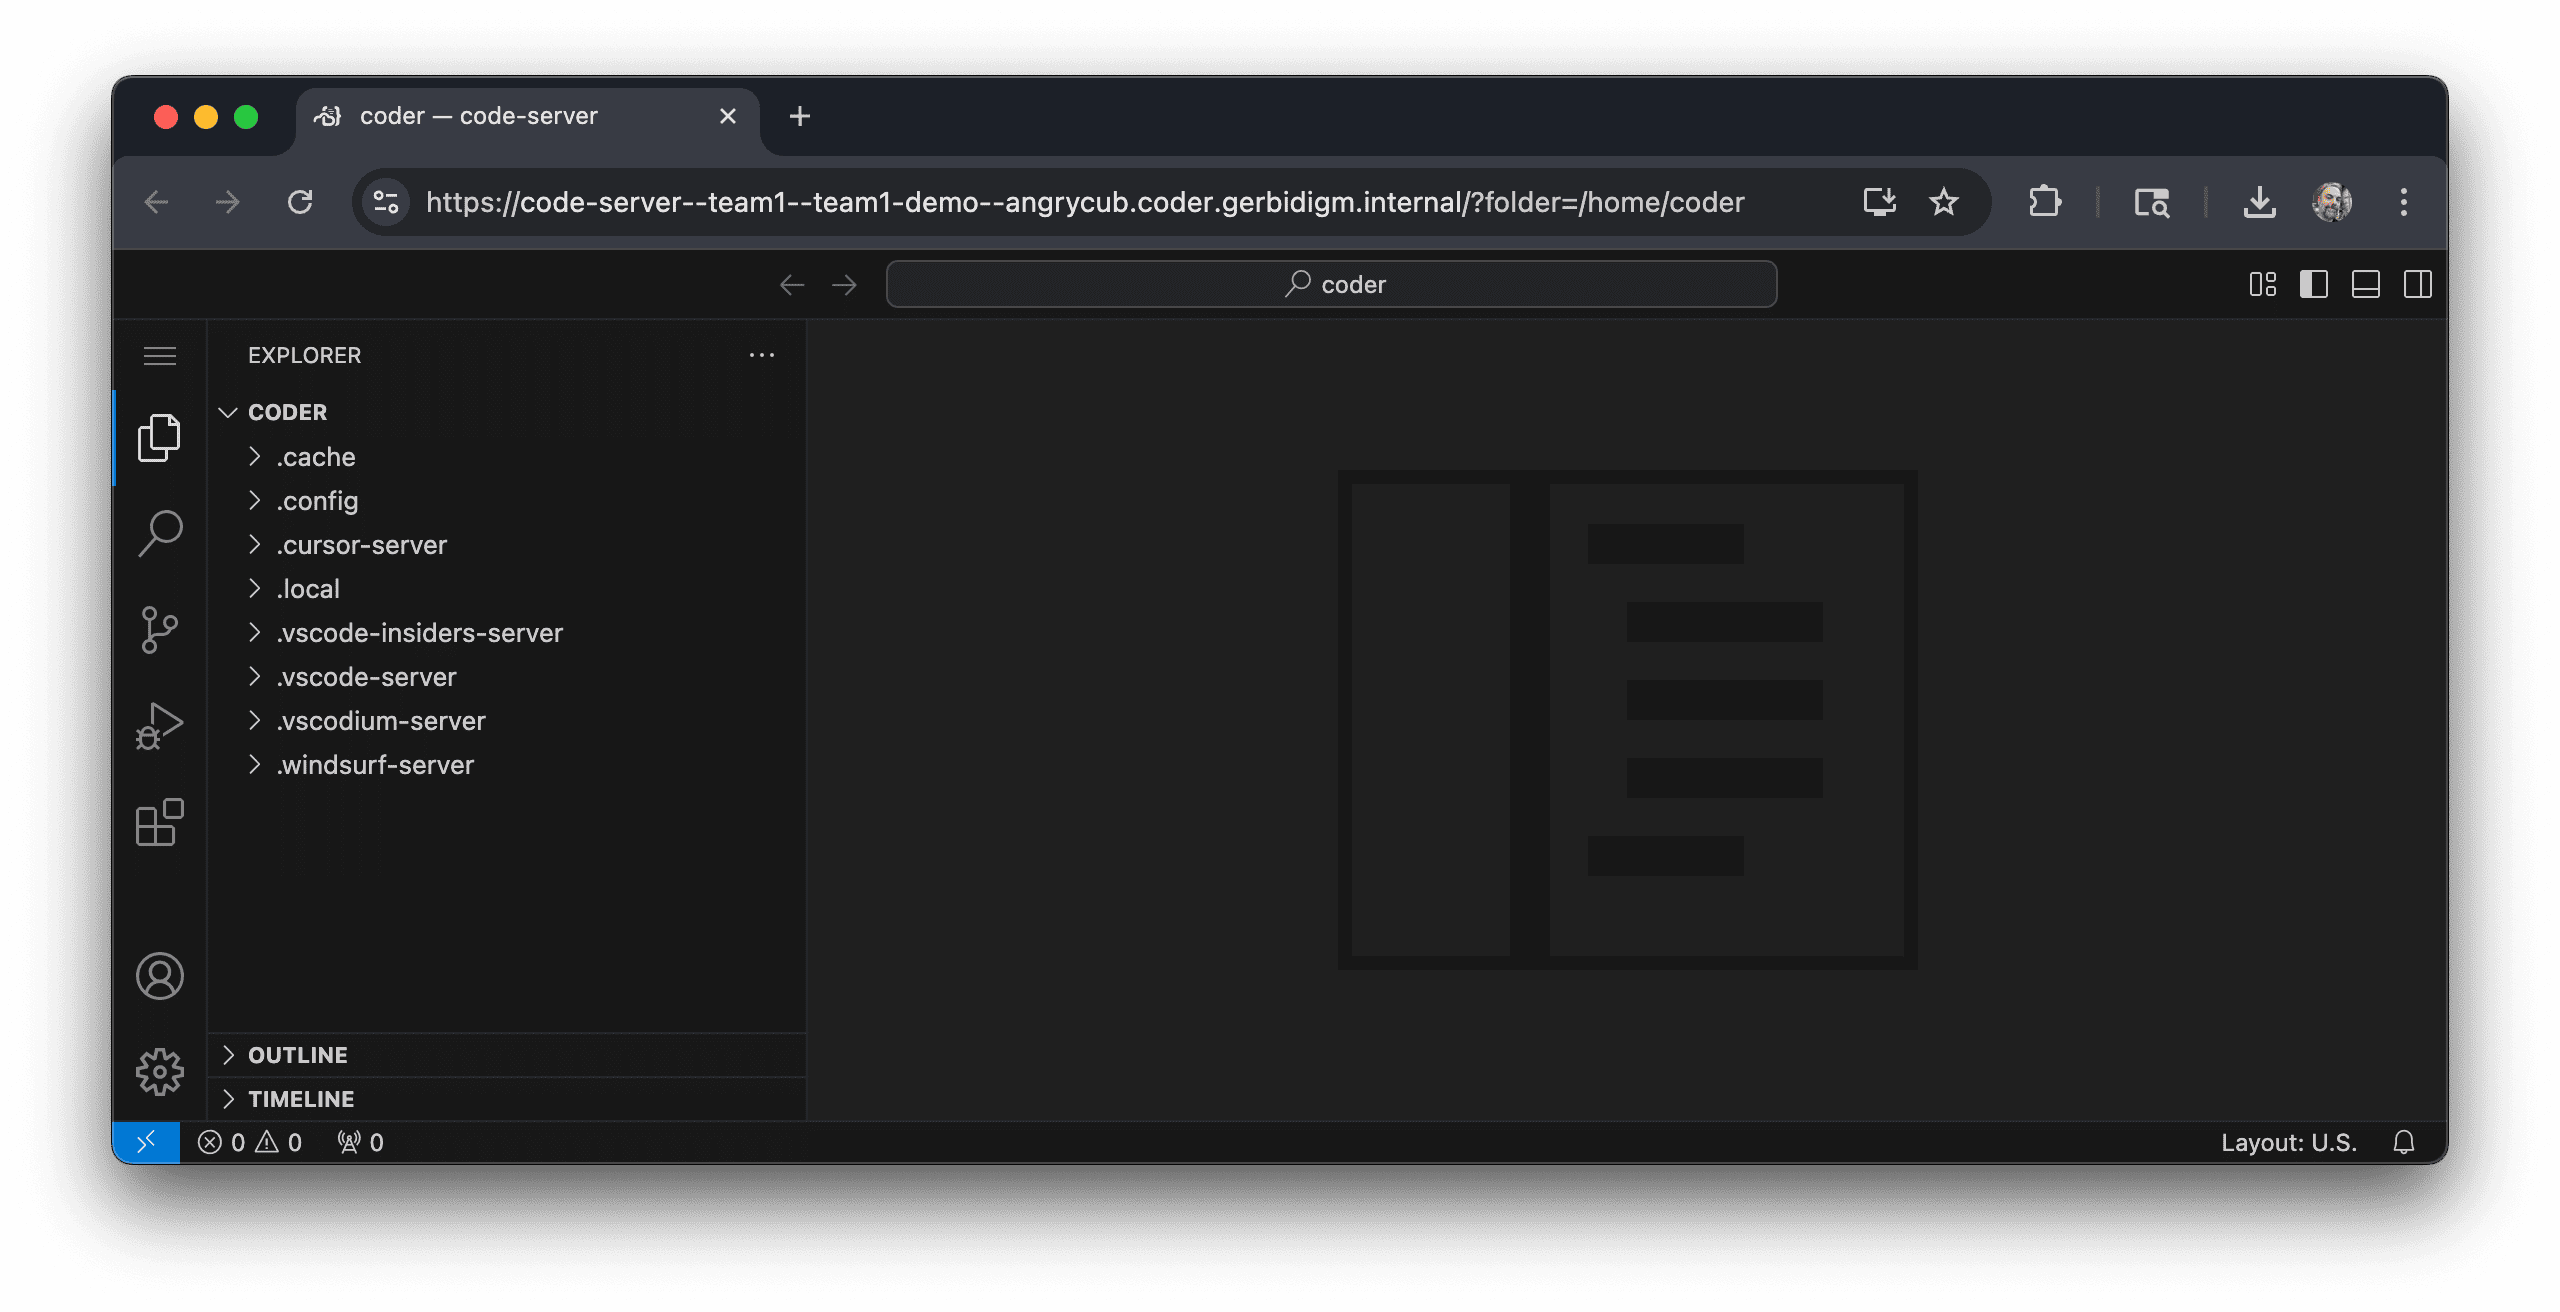 coder — code-server
https://code-server--team1--team1-demo--angrycub.coder.gerbidigm.internal/?folder=/home/coder
coder
EXPLORER
CODER
.cache
.config
.cursor-server
.local
.vscode-insiders-server
.vscode-server
.vscodium-server
.windsurf-server
OUTLINE
TIMELINE
0 0 0
Layout: U.S.